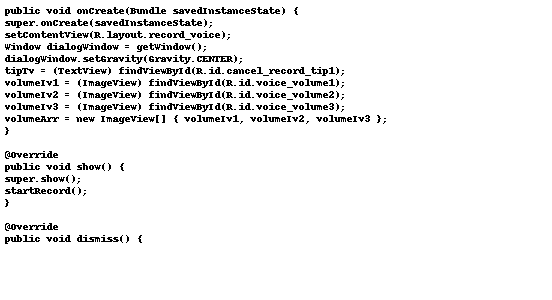 public void onCreate(Bundle savedInstanceState) {
super.onCreate(savedInstanceState);
setContentView(R.layout.record_voice);
Window dialogWindow = getWindow();
dialogWindow.setGravity(Gravity.CENTER);
tipTv = (TextView) findViewById(R.id.cancel_record_tip1);
volumeIv1 = (ImageView) findViewById(R.id.voice_volume1);
volumeIv2 = (ImageView) findViewById(R.id.voice_volume2);
volumeIv3 = (ImageView) findViewById(R.id.voice_volume3);
volumeArr = new ImageView[] { volumeIv1, volumeIv2, volumeIv3 };
}
@Override
public void show() {
super.show();
startRecord();
}
@Override
public void dismiss() {